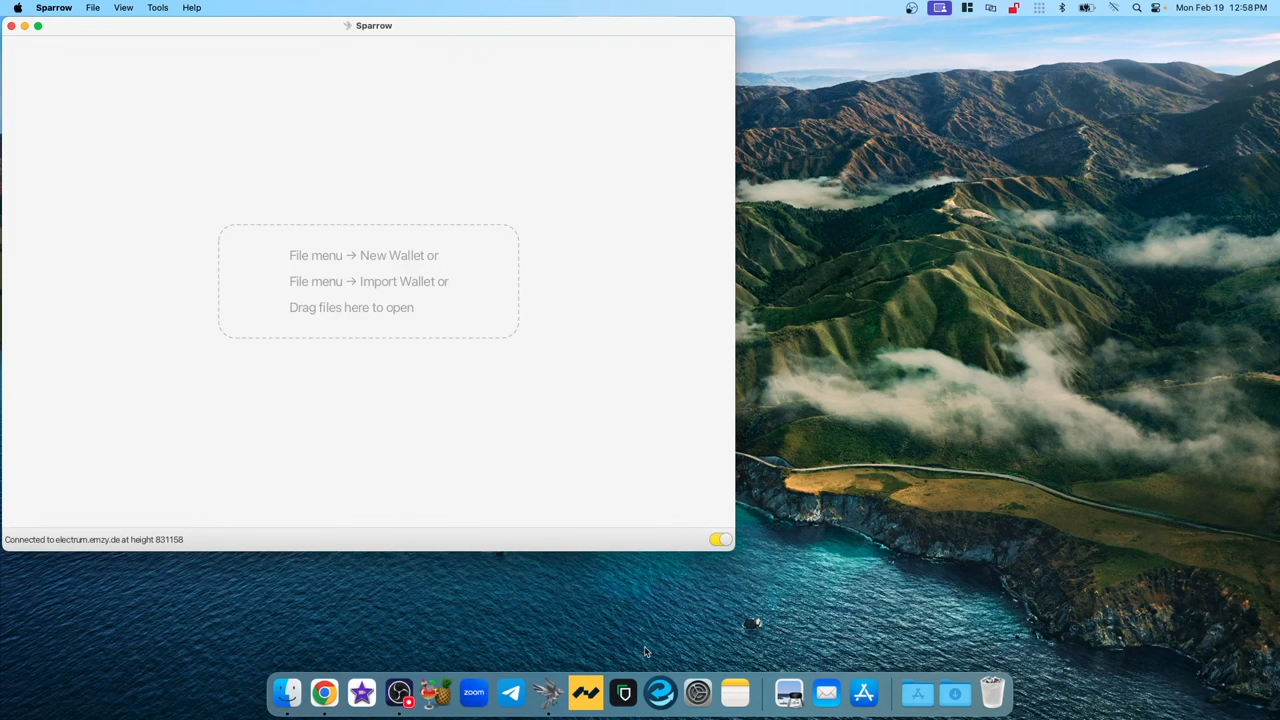 Sparrow File View Tools Help
Mon Feb 19 12:58 PM
Sparrow
File menu → New Wallet or
File menu → Import Wallet or
Drag files here to open
Connected to electrum.emzy.de at height 831158
zoom